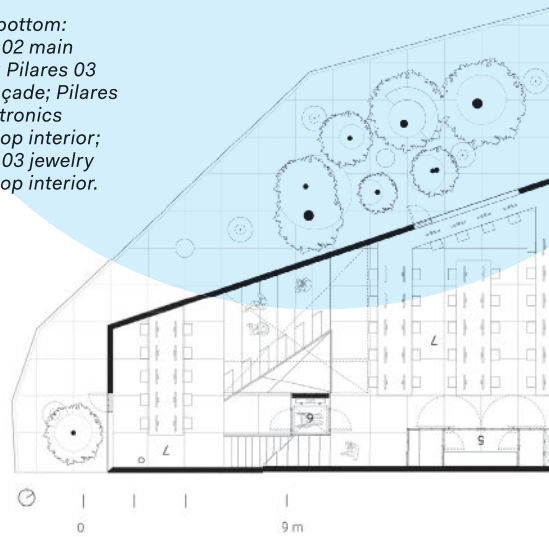 bottom:
02 main
Pilares 03
çade; Pilares
tronics
op interior;
03 jewelry
op interior.
7
6
5
7
0
9 m